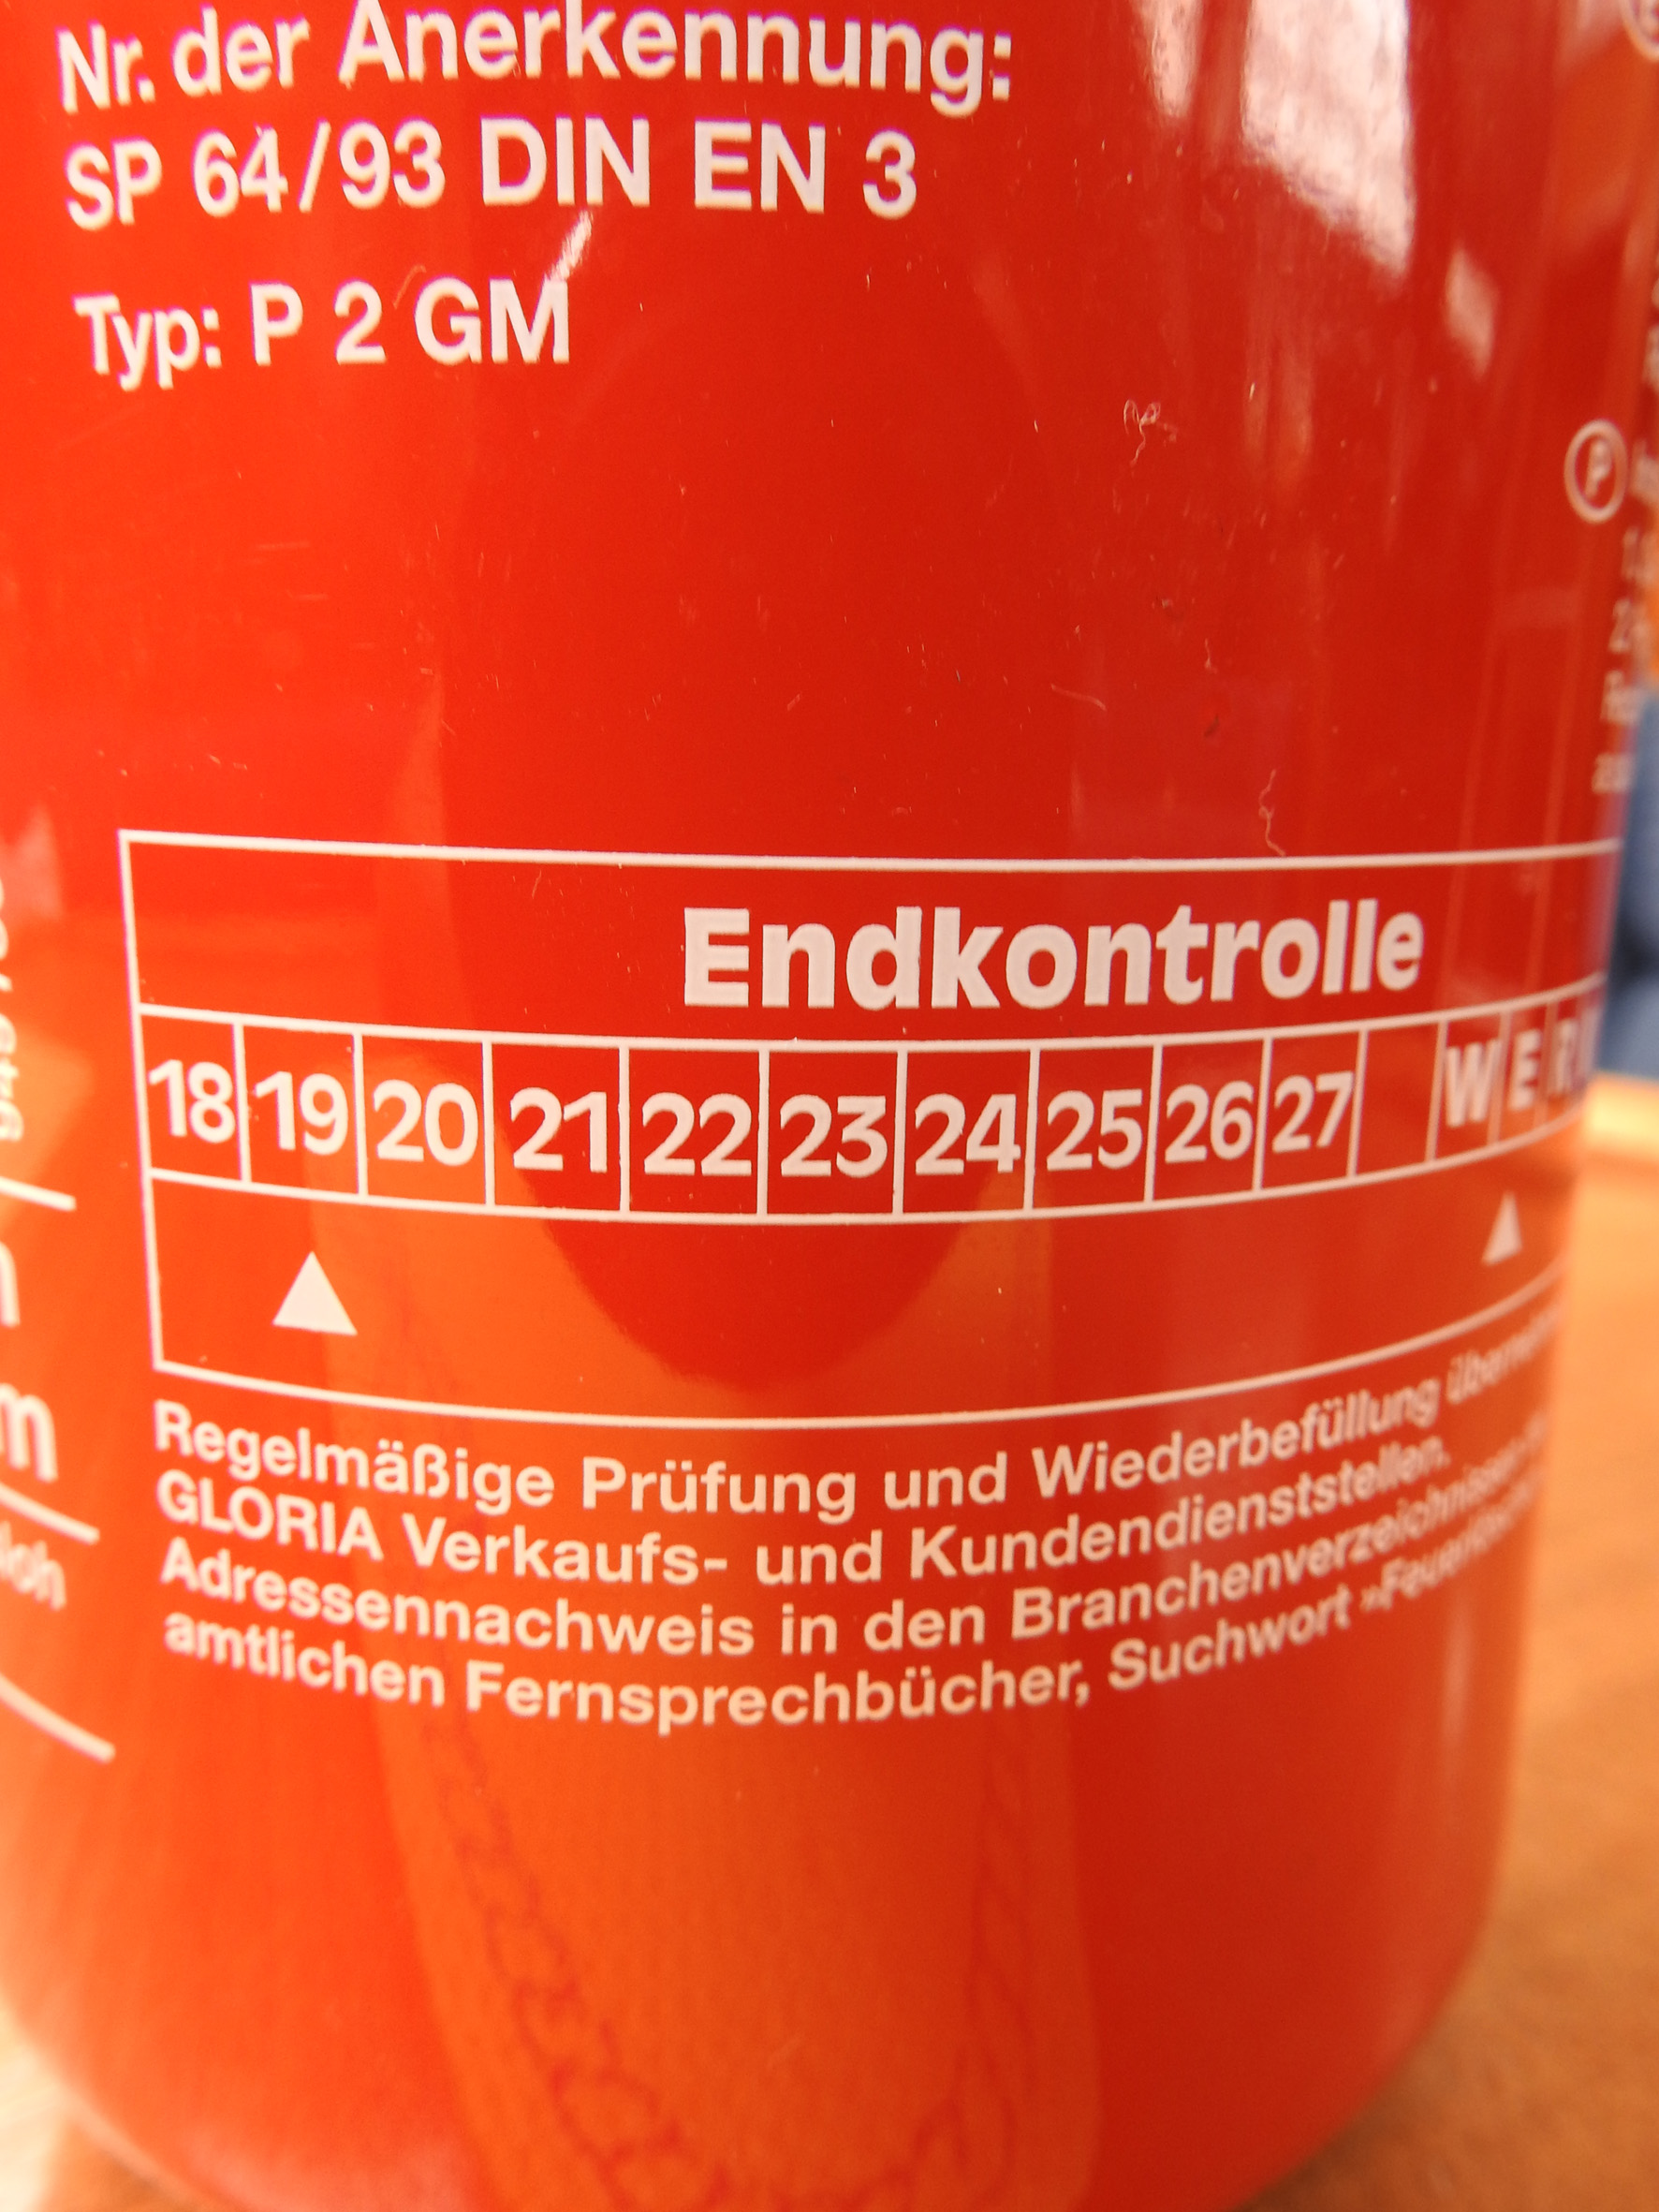 Nr. der Anerkennung:
SP 64/93 DIN EN 3
Typ: P 2 GM
P
Endkontrolle
18 19 20 21 22 23 24 25 26 27 W E R
Regelmäßige Prüfung und Wiederbefüllung
GLORIA Verkaufs- und Kundendienststellen.
Adressennachweis in den
amtlichen Fernsprechbücher, Suchwort